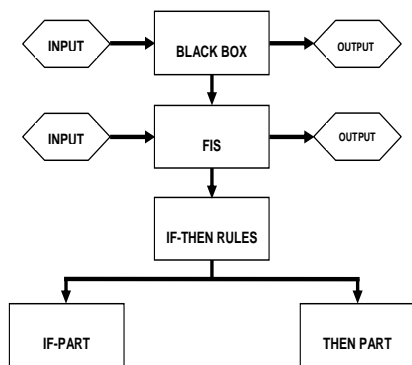 INPUT
BLACK BOX
OUTPUT
INPUT
FIS
OUTPUT
IF-THEN RULES
IF-PART
THEN PART